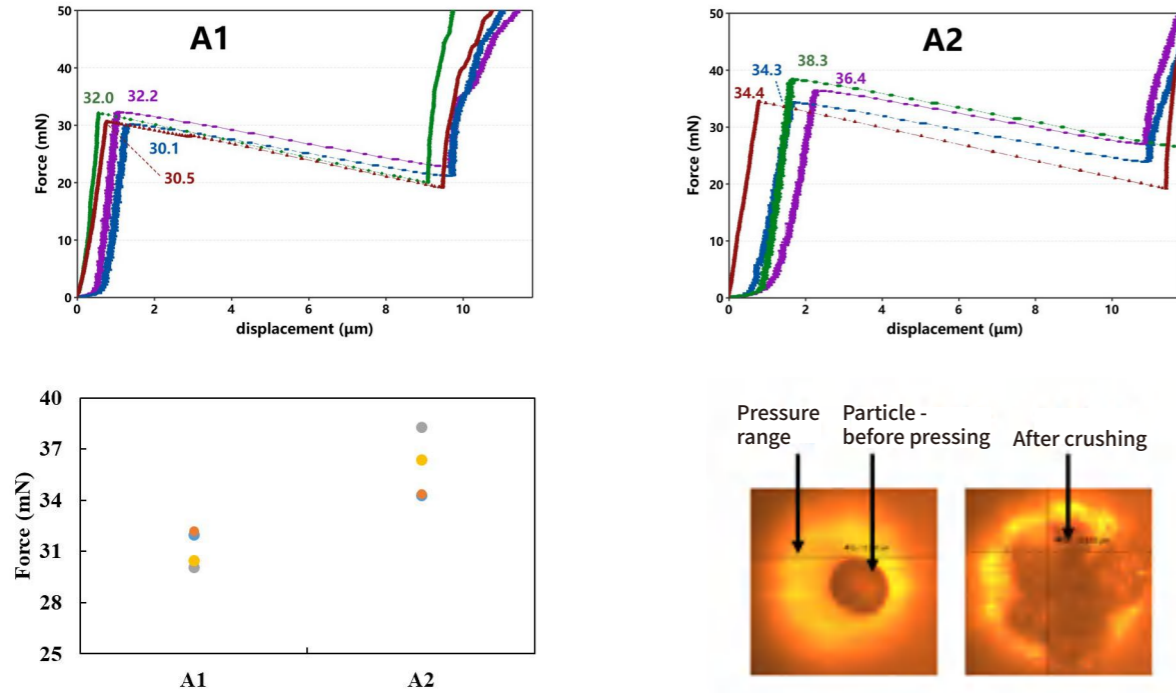 A1
50
40
30
20
10
0
Force (mN)
32.0
32.2
30.1
30.5
0
2
4
6
8
10
displacement (µm)
A2
50
40
30
20
10
0
Force (mN)
34.3
38.3
36.4
34.4
0
2
4
6
8
10
displacement (µm)
40
37
34
31
28
25
Force (mN)
A1
A2
Pressure
range
Particle -
before pressing
After crushing